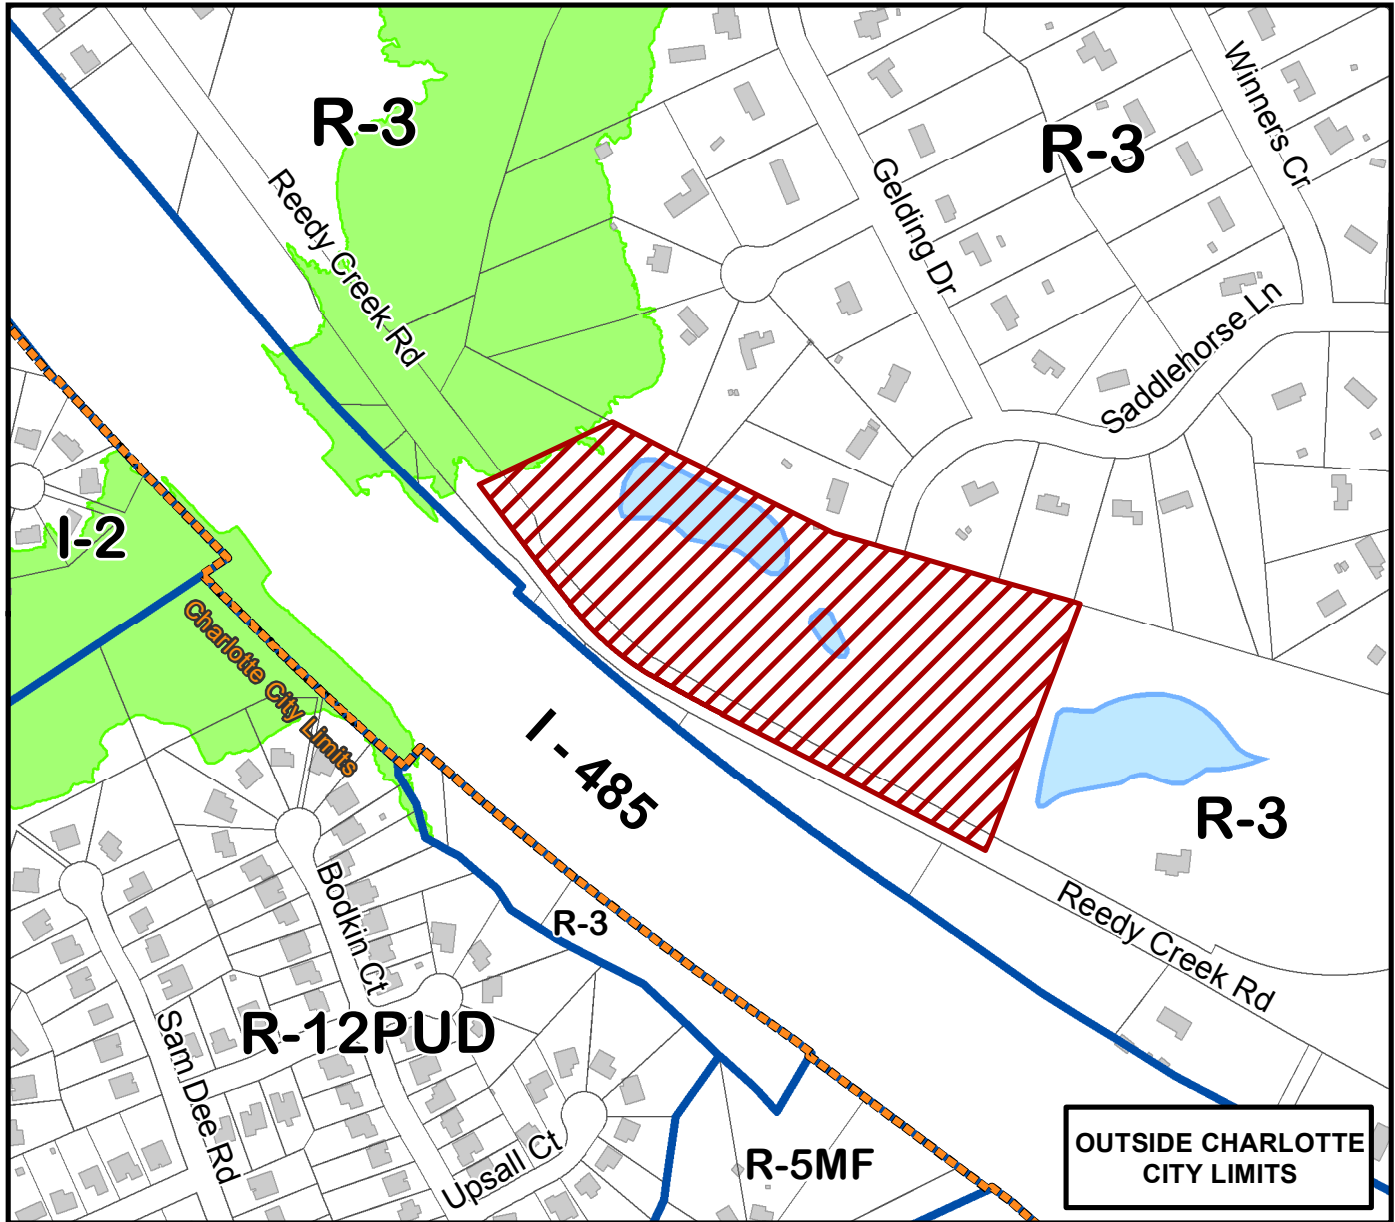 R-3
R-3
Winners Cr
Gelding Dr
Reedy Creek Rd
Saddlehorse Ln
I-2
Charlotte City Limits
I - 485
R-3
Reedy Creek Rd
R-3
Bodkin Ct
R-12PUD
Sam Dee Rd
Upsall Ct
R-5MF
OUTSIDE CHARLOTTE
CITY LIMITS